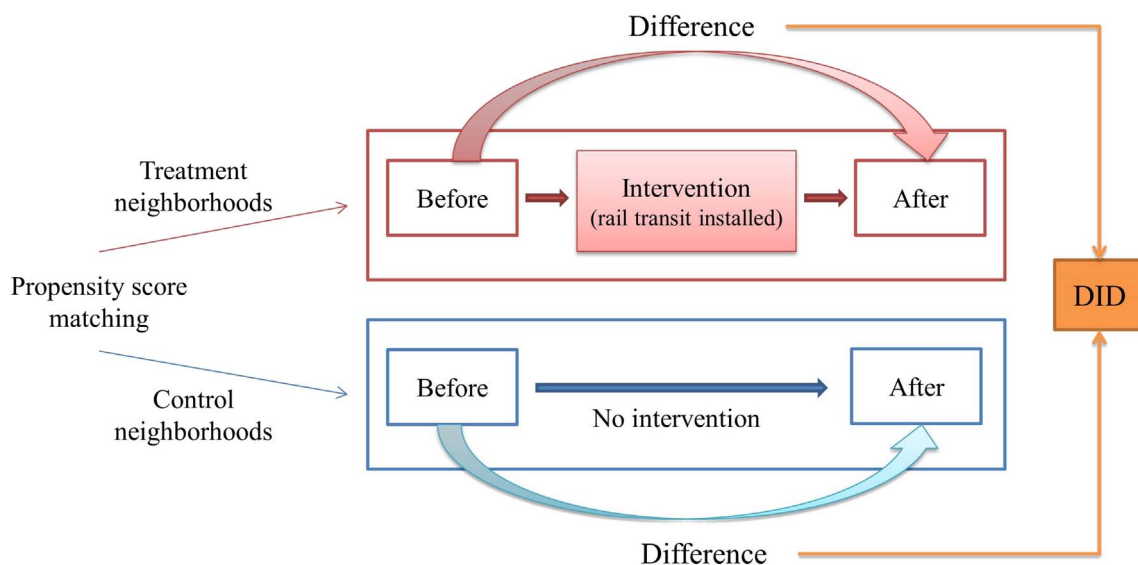 Difference
Treatment
neighborhoods
Before
Intervention
(rail transit installed)
After
Propensity score
matching
DID
Control
neighborhoods
Before
No intervention
After
Difference